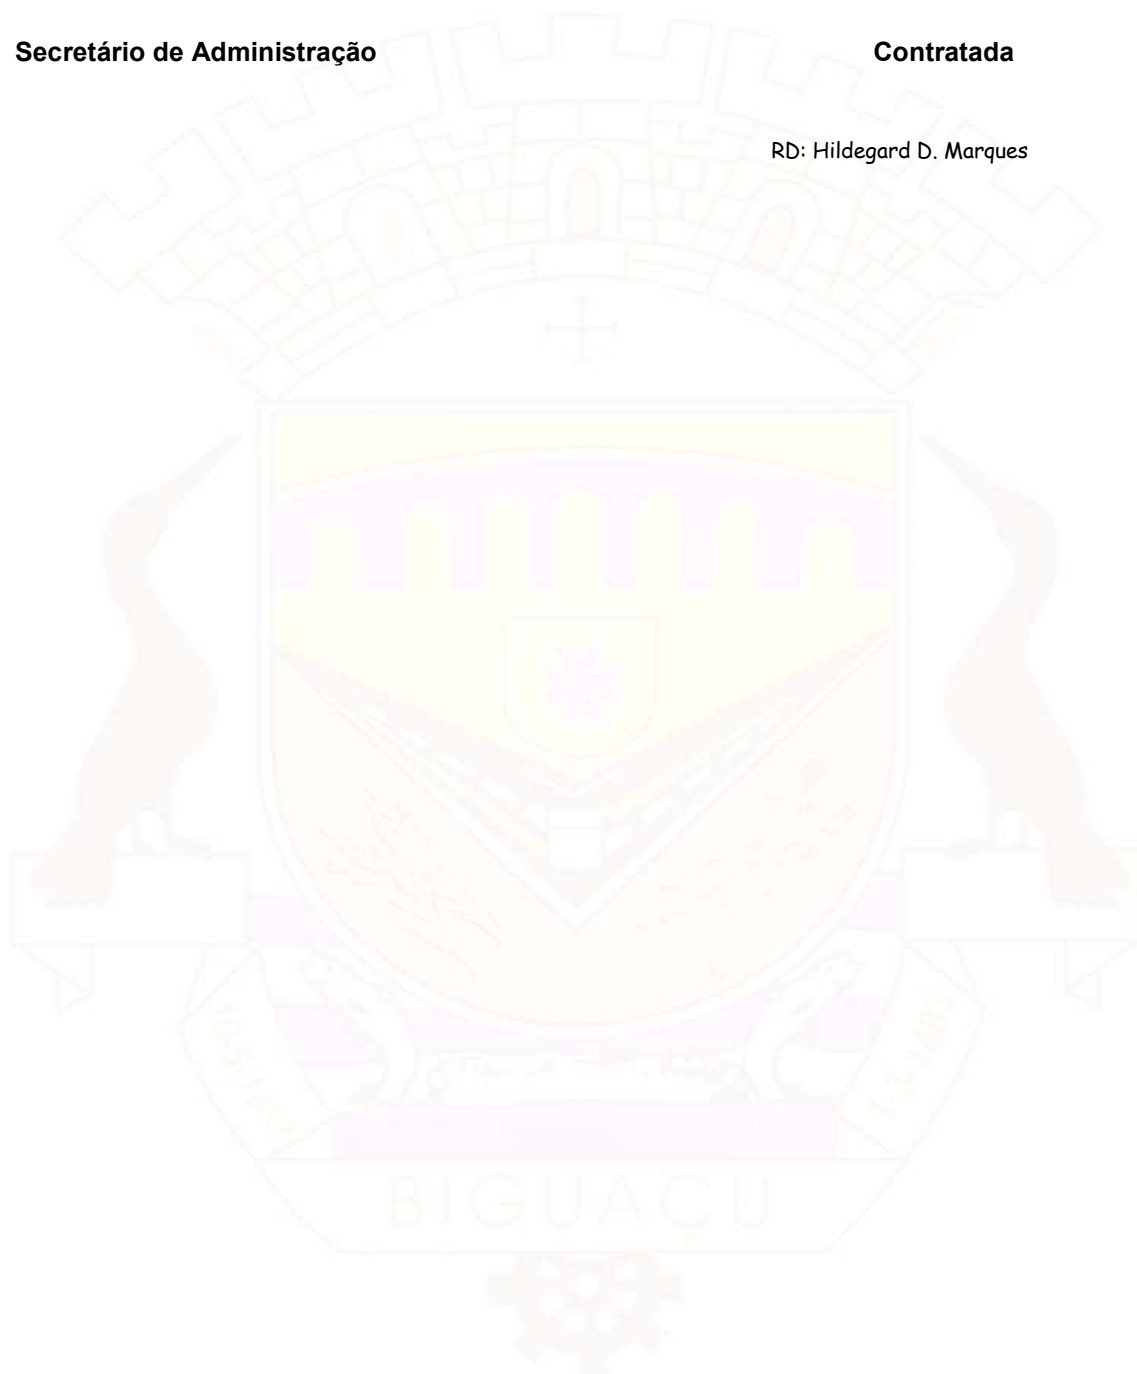 Secretário de Administração Contratada
RD: Hildegard D. Marques
BIGUAÇU